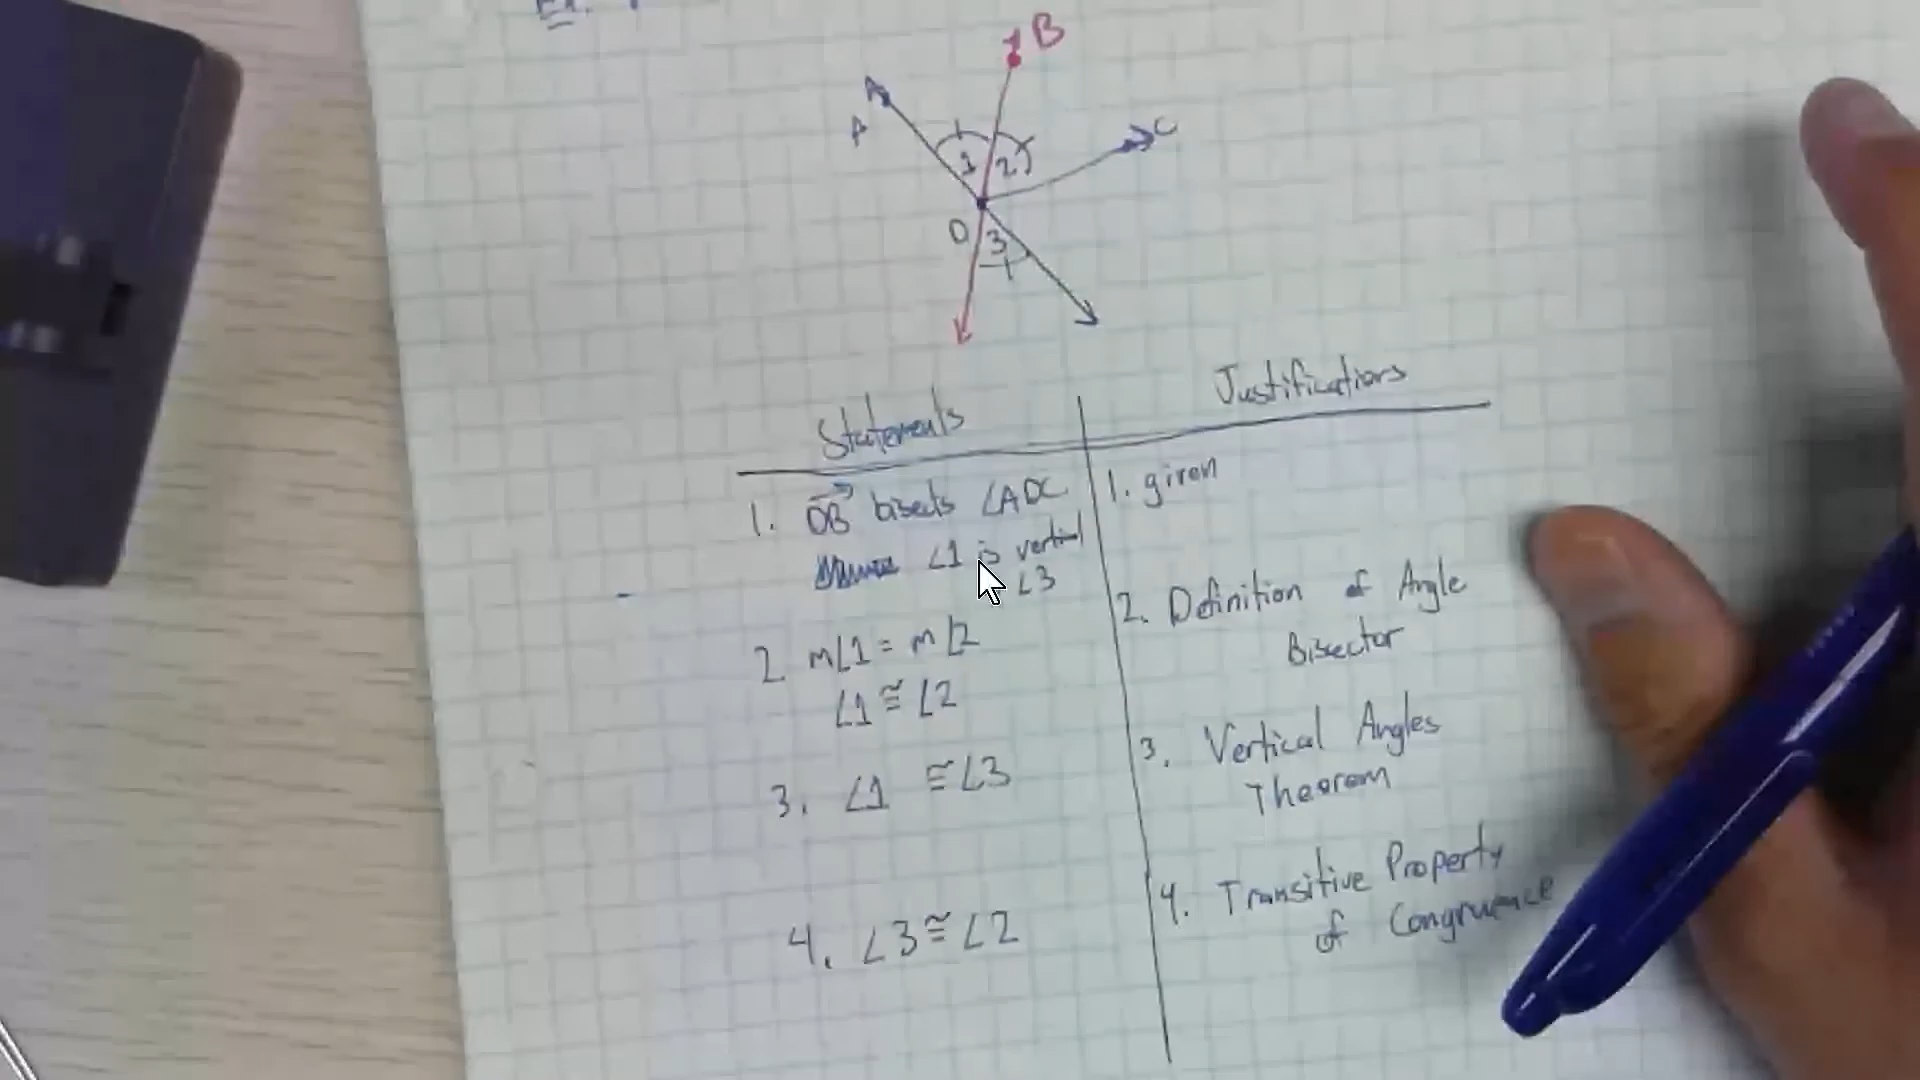 Ex.
B
A
A
C
1 2
D 3
Statements
Justifications
1. DB bisects ∠ADC
∠1 is vertical
∠3
1. given
2 m∠1 = m∠2
∠1 ≅ ∠2
2. Definition of Angle
Bisector
3. ∠1 ≅ ∠3
3. Vertical Angles
Theorem
4. ∠3 ≅ ∠2
4. Transitive Property
of Congruence